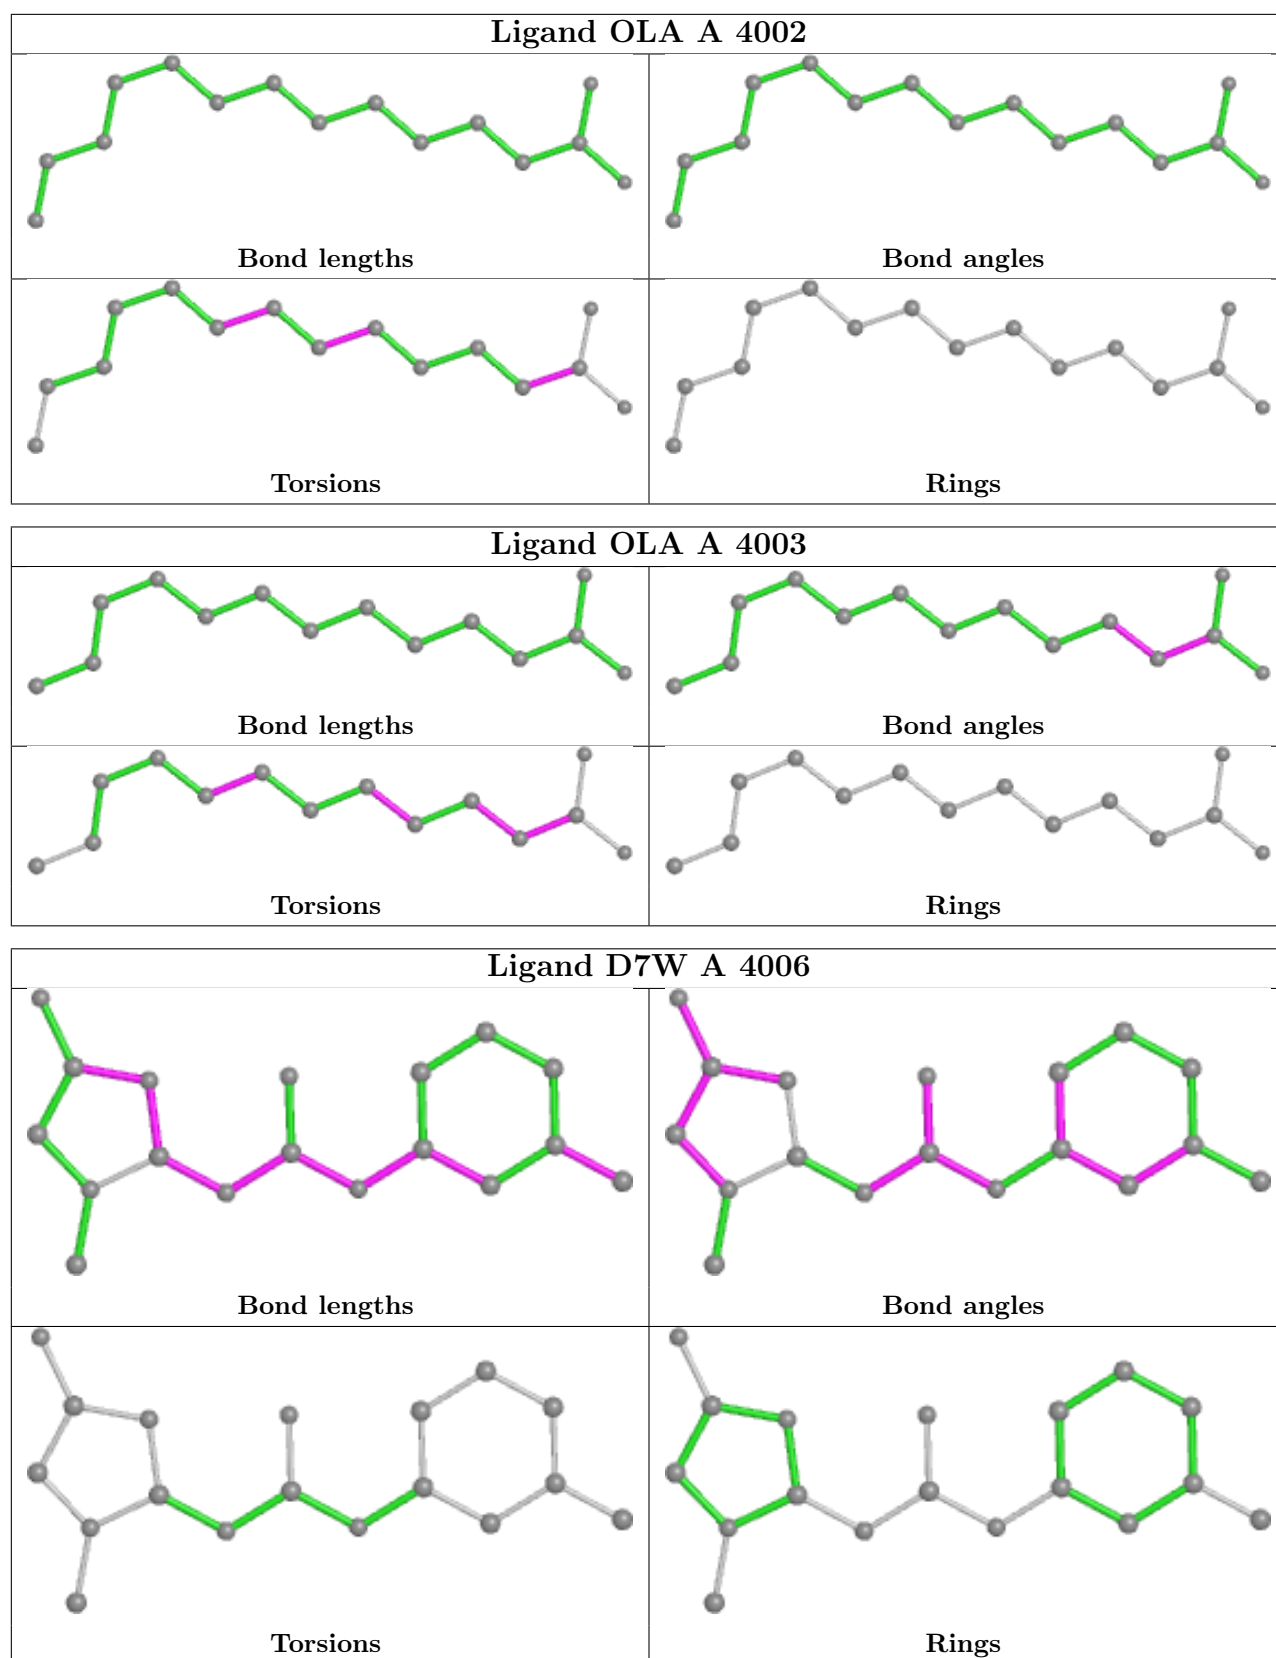 Ligand OLA A 4002
Bond lengths
Bond angles
Torsions
Rings
Ligand OLA A 4003
Bond lengths
Bond angles
Torsions
Rings
Ligand D7W A 4006
Bond lengths
Bond angles
Torsions
Rings